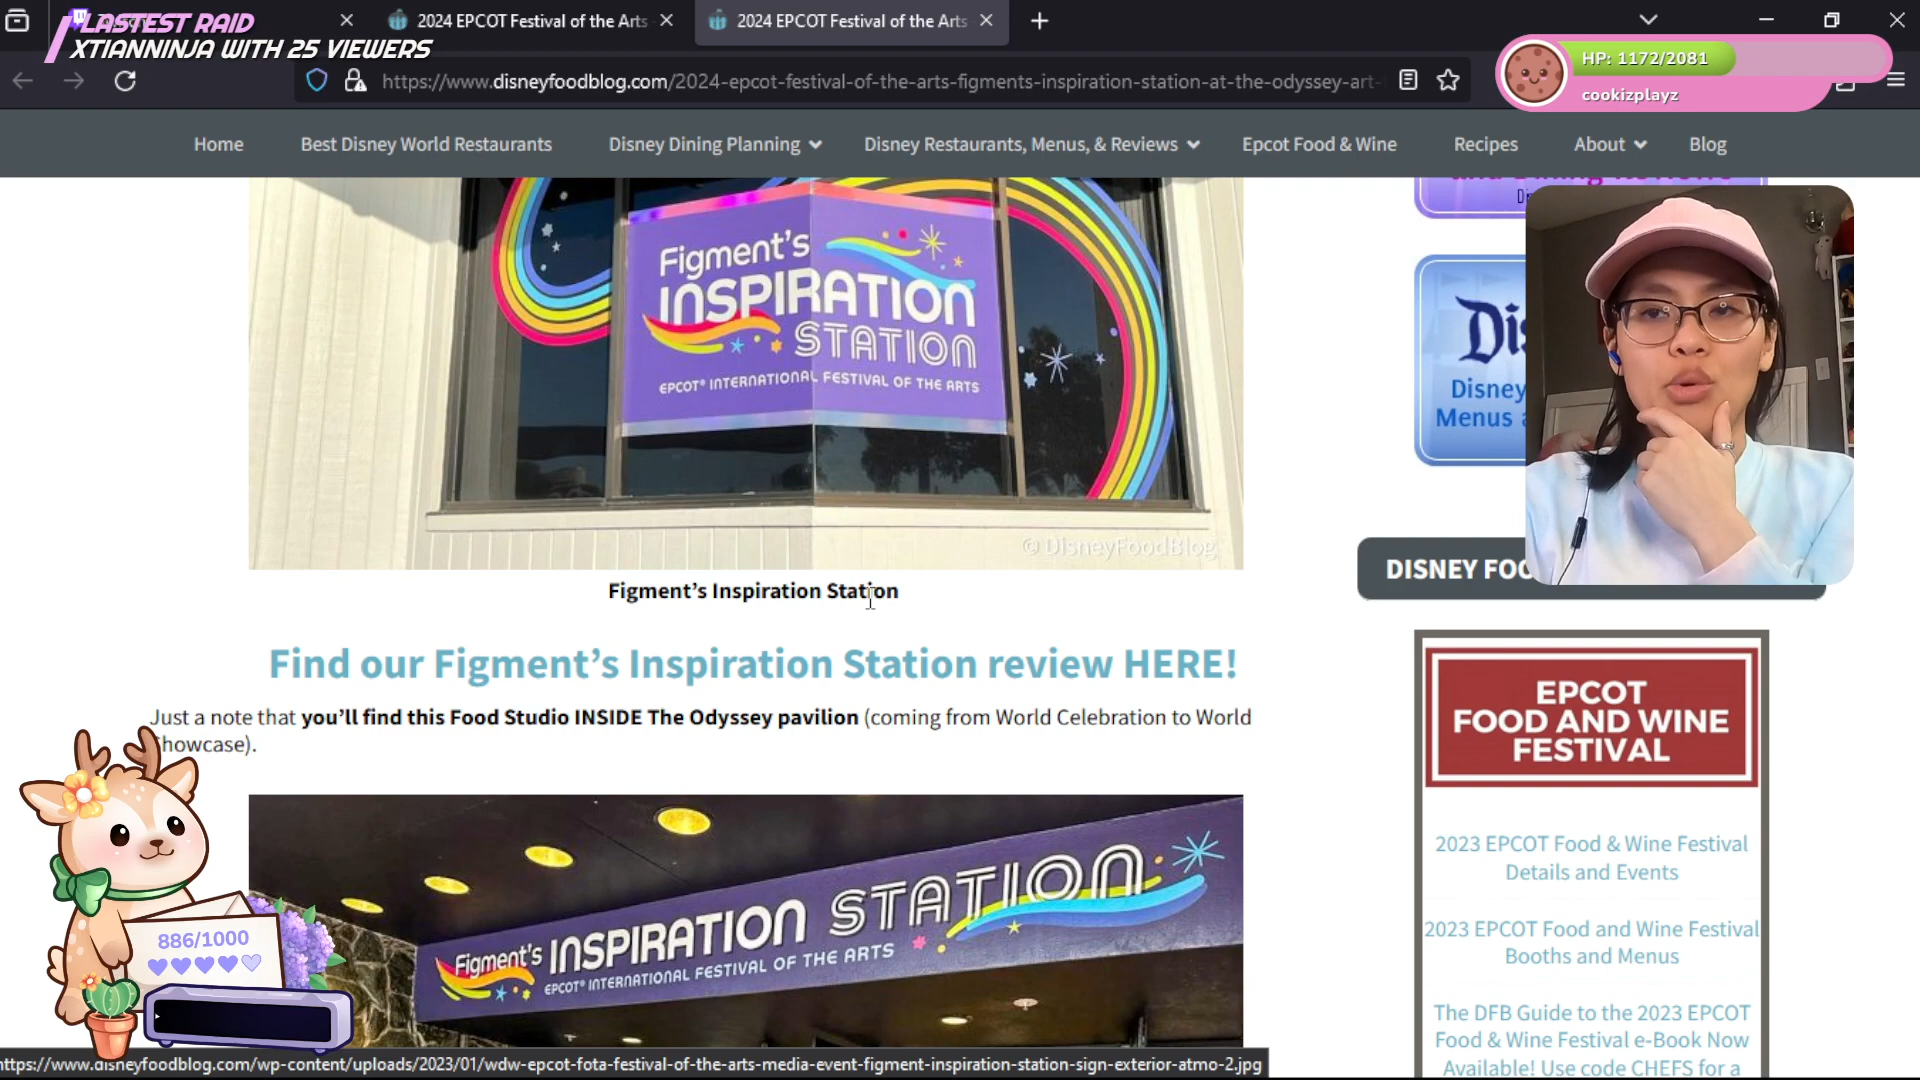 LASTEST RAID
XTIANNINJA WITH 25 VIEWERS
2024 EPCOT Festival of the Arts
2024 EPCOT Festival of the Arts
https://www.disneyfoodblog.com/2024-epcot-festival-of-the-arts-figments-inspiration-station-at-the-odyssey-art-
HP: 1172/2081
cookizplayz
Home
Best Disney World Restaurants
Disney Dining Planning
Disney Restaurants, Menus, & Reviews
Epcot Food & Wine
Recipes
About
Blog
Figment's
INSPIRATION
STATION
EPCOT® INTERNATIONAL FESTIVAL OF THE ARTS
© DisneyFoodBlog
Figment's Inspiration Station
Find our Figment's Inspiration Station review HERE!
Just a note that you'll find this Food Studio INSIDE The Odyssey pavilion (coming from World Celebration to World
Showcase).
Figment's INSPIRATION STATION
EPCOT® INTERNATIONAL FESTIVAL OF THE ARTS
886/1000
https://www.disneyfoodblog.com/wp-content/uploads/2023/01/wdw-epcot-fota-festival-of-the-arts-media-event-figment-inspiration-station-sign-exterior-atmo-2.jpg
Dis
Disney
Menus a
DISNEY FOO
EPCOT
FOOD AND WINE
FESTIVAL
2023 EPCOT Food & Wine Festival
Details and Events
2023 EPCOT Food and Wine Festival
Booths and Menus
The DFB Guide to the 2023 EPCOT
Food & Wine Festival e-Book Now
Available! Use code CHEFS for a